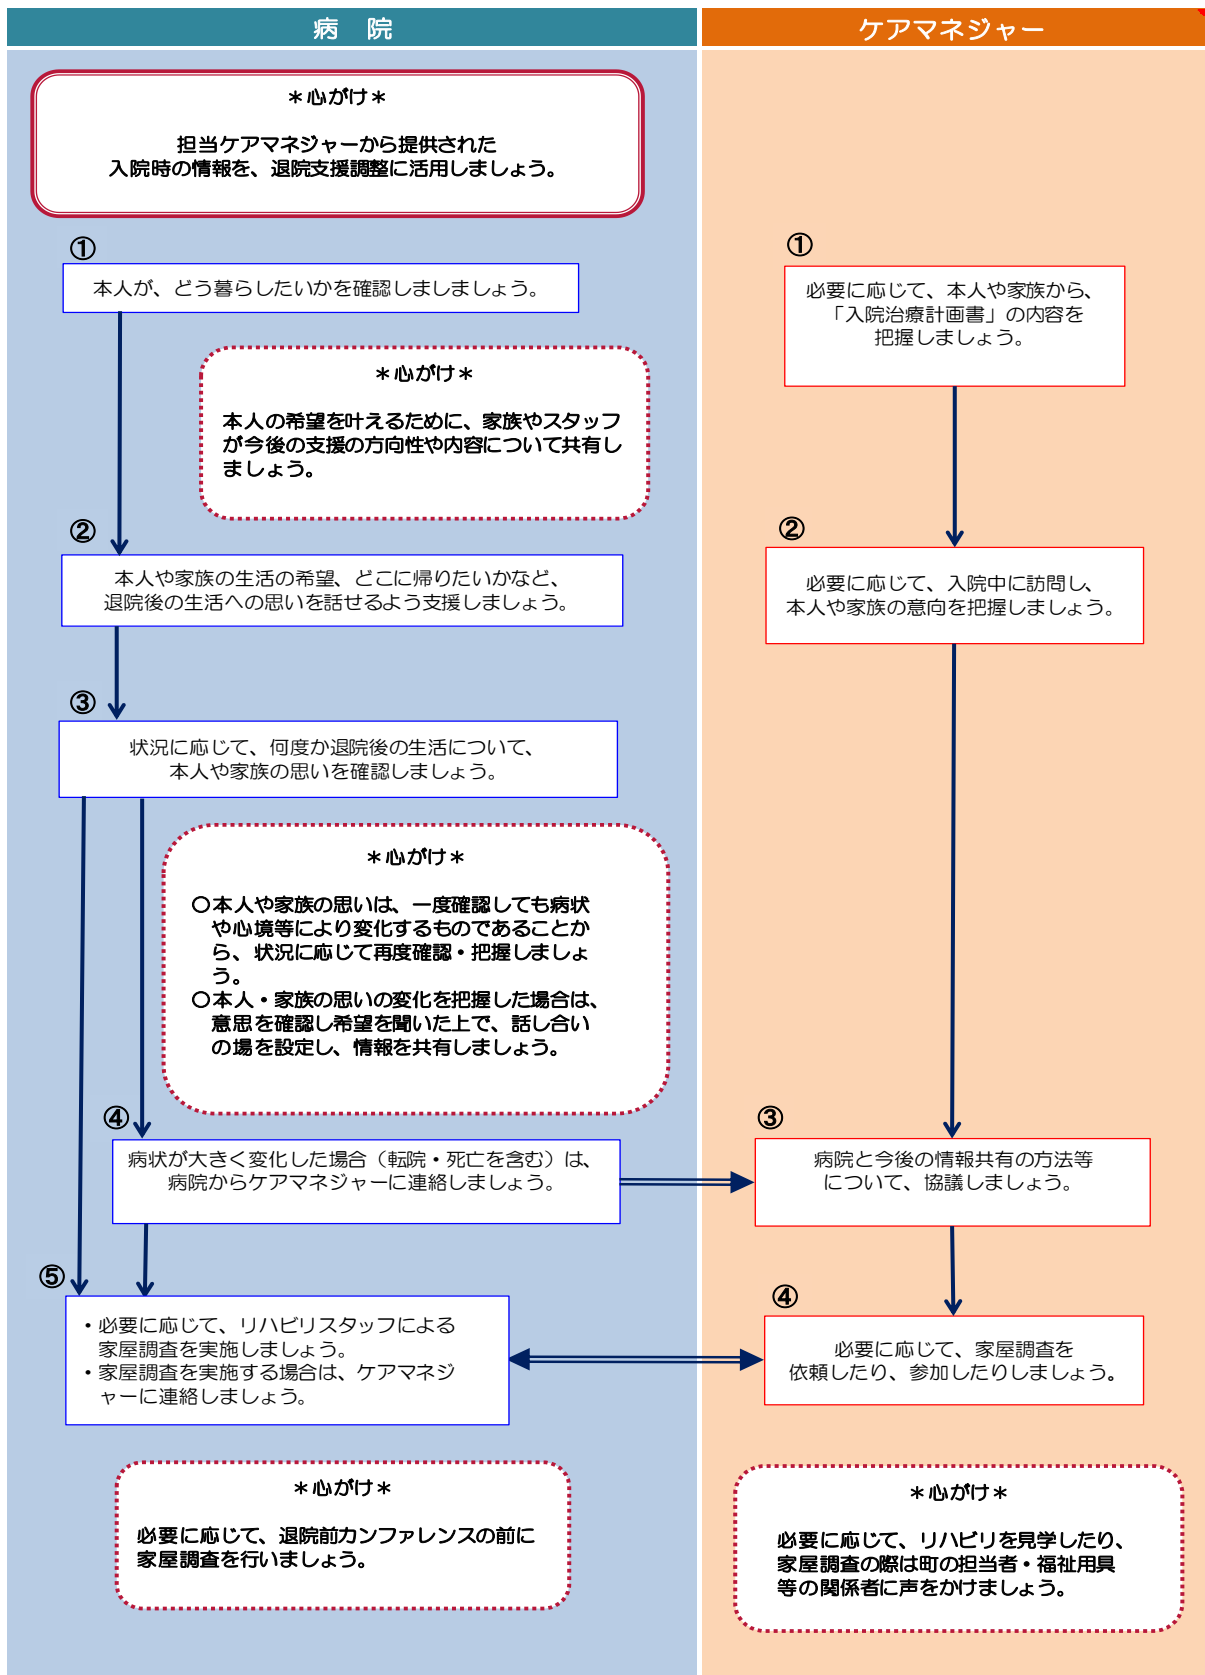 病　院
＊心がけ＊
担当ケアマネジャーから提供された
入院時の情報を、退院支援調整に活用しましょう。
①
本人が、どう暮らしたいかを確認しましましょう。
＊心がけ＊
本人の希望を叶えるために、家族やスタッフ
が今後の支援の方向性や内容について共有し
ましょう。
②
本人や家族の生活の希望、どこに帰りたいかなど、
退院後の生活への思いを話せるよう支援しましょう。
③
状況に応じて、何度か退院後の生活について、
本人や家族の思いを確認しましょう。
＊心がけ＊
〇本人や家族の思いは、一度確認しても病状
や心境等により変化するものであることか
ら、状況に応じて再度確認・把握しましょ
う。
〇本人・家族の思いの変化を把握した場合は、
意思を確認し希望を聞いた上で、話し合い
の場を設定し、情報を共有しましょう。
④
病状が大きく変化した場合（転院・死亡を含む）は、
病院からケアマネジャーに連絡しましょう。
⑤
・必要に応じて、リハビリスタッフによる
家屋調査を実施しましょう。
・家屋調査を実施する場合は、ケアマネジ
ャーに連絡しましょう。
＊心がけ＊
必要に応じて、退院前カンファレンスの前に
家屋調査を行いましょう。
ケアマネジャー
①
必要に応じて、本人や家族から、
「入院治療計画書」の内容を
把握しましょう。
②
必要に応じて、入院中に訪問し、
本人や家族の意向を把握しましょう。
③
病院と今後の情報共有の方法等
について、協議しましょう。
④
必要に応じて、家屋調査を
依頼したり、参加したりしましょう。
＊心がけ＊
必要に応じて、リハビリを見学したり、
家屋調査の際は町の担当者・福祉用具
等の関係者に声をかけましょう。